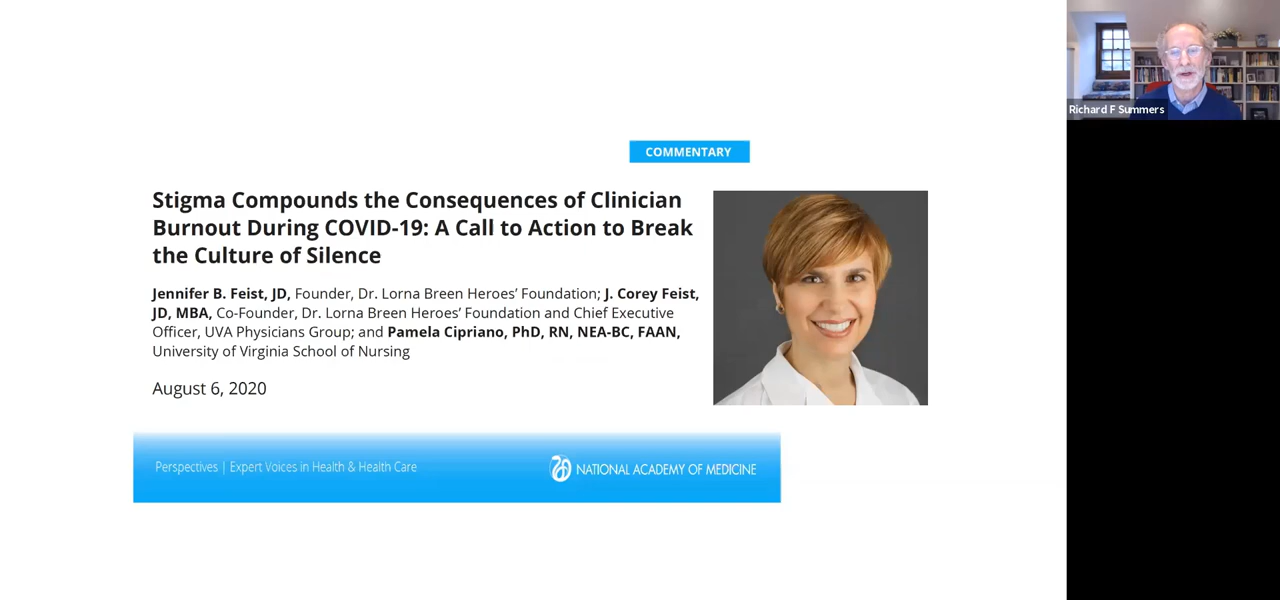 COMMENTARY
Stigma Compounds the Consequences of Clinician
Burnout During COVID-19: A Call to Action to Break
the Culture of Silence
Jennifer B. Feist, JD, Founder, Dr. Lorna Breen Heroes’ Foundation; J. Corey Feist,
JD, MBA, Co-Founder, Dr. Lorna Breen Heroes’ Foundation and Chief Executive
Officer, UVA Physicians Group; and Pamela Cipriano, PhD, RN, NEA-BC, FAAN,
University of Virginia School of Nursing
August 6, 2020
Perspectives | Expert Voices in Health & Health Care
NATIONAL ACADEMY OF MEDICINE
Richard F Summers